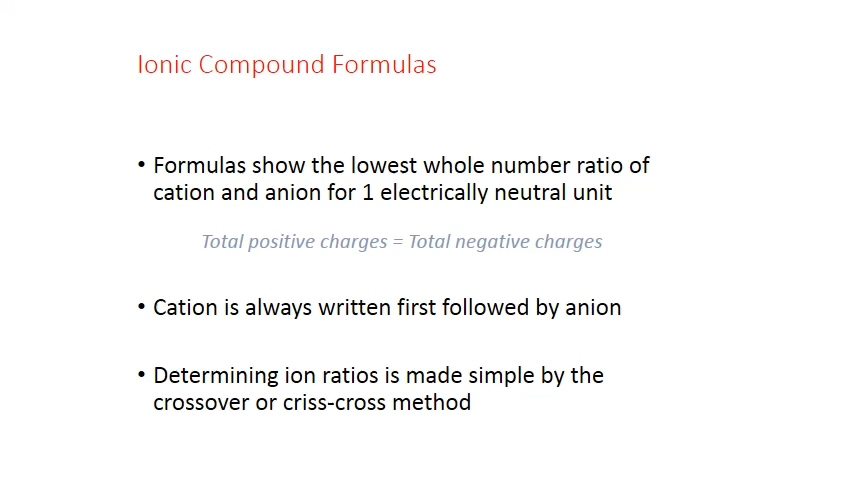 Ionic Compound Formulas
• Formulas show the lowest whole number ratio of
cation and anion for 1 electrically neutral unit
Total positive charges = Total negative charges
• Cation is always written first followed by anion
• Determining ion ratios is made simple by the
crossover or criss-cross method